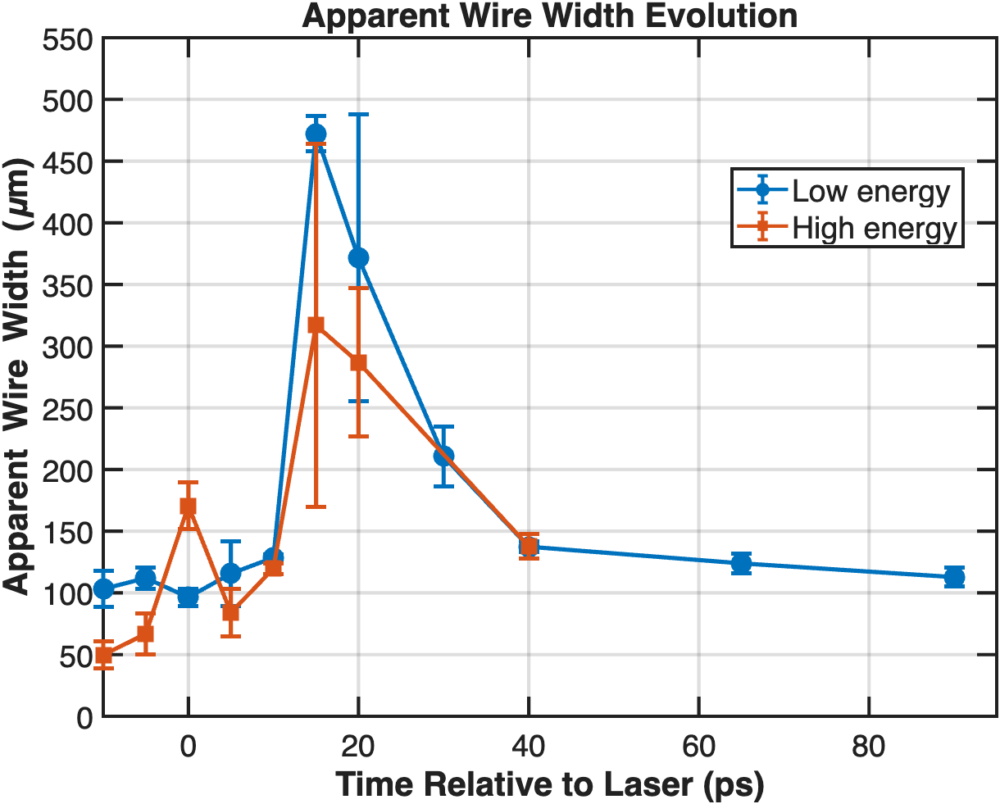 Apparent Wire Width Evolution
550
500
450
400
350
300
250
200
150
100
50
0
Apparent Wire Width (μm)
Low energy
High energy
0 20 40 60 80
Time Relative to Laser (ps)